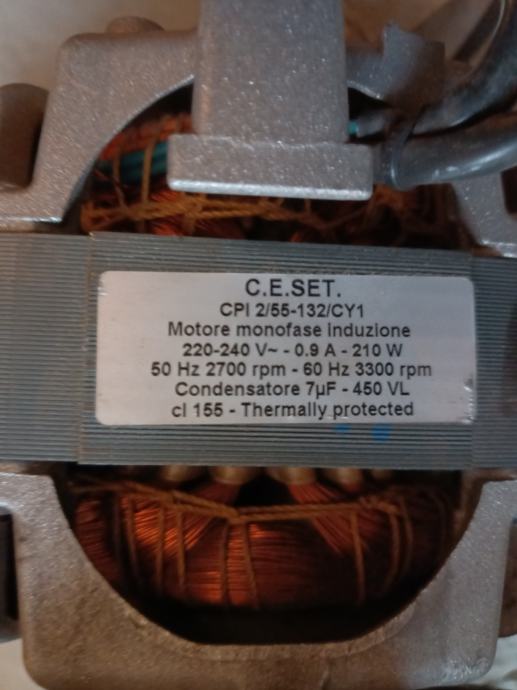 C.E.SET.
CPI 2/55-132/CY1
Motore monofase induzione
220-240 V~ - 0.9 A - 210 W
50 Hz 2700 rpm - 60 Hz 3300 rpm
Condensatore 7µF - 450 VL
cl 155 - Thermally protected